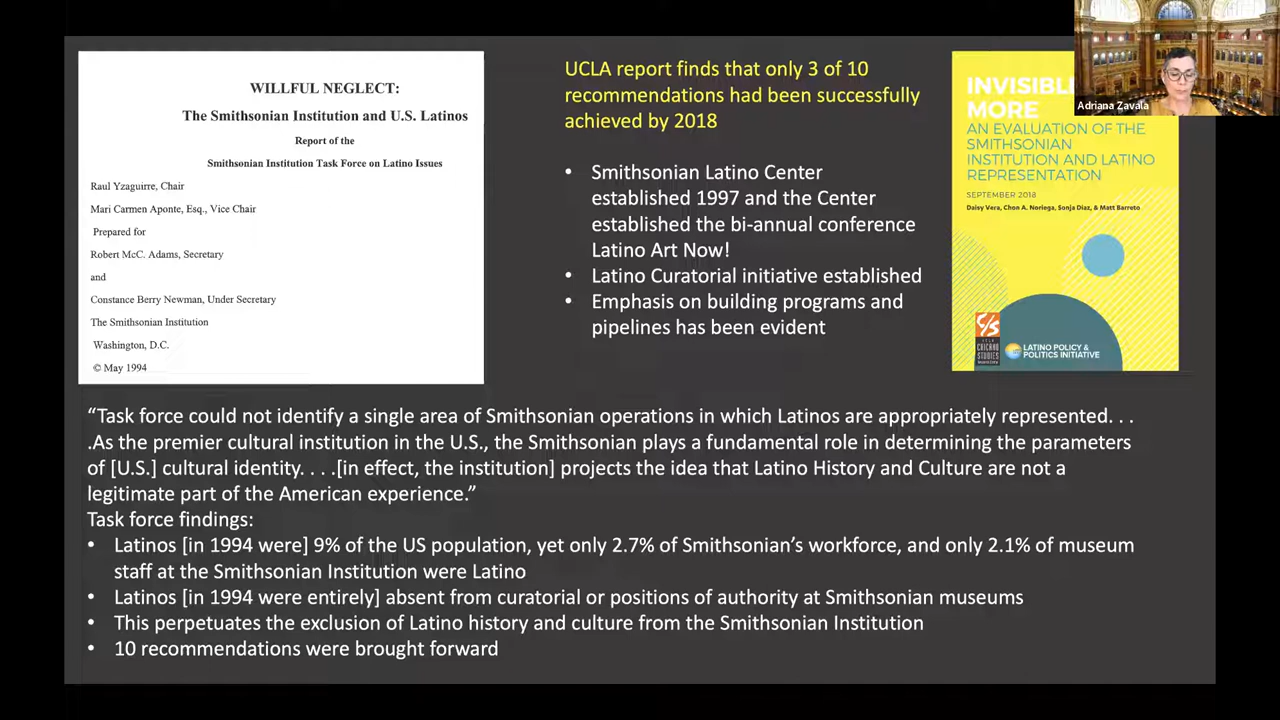 WILLFUL NEGLECT:
The Smithsonian Institution and U.S. Latinos
Report of the
Smithsonian Institution Task Force on Latino Issues
Raul Yzaguirre, Chair
Mari Carmen Aponte, Esq., Vice Chair
Prepared for
Robert McC. Adams, Secretary
and
Constance Berry Newman, Under Secretary
The Smithsonian Institution
Washington, D.C.
© May 1994
UCLA report finds that only 3 of 10
recommendations had been successfully
achieved by 2018
• Smithsonian Latino Center
established 1997 and the Center
established the bi-annual conference
Latino Art Now!
• Latino Curatorial initiative established
• Emphasis on building programs and
pipelines has been evident
INVISIBLE
MORE
AN EVALUATION OF THE
SMITHSONIAN
INSTITUTION AND LATINO
REPRESENTATION
SEPTEMBER 2018
Daisy Vera, Chon A. Noriega, Sonja Diaz, & Matt Barreto
CHICANO
STUDIES
LATINO POLICY &
POLITICS INITIATIVE
Adriana Zavala
“Task force could not identify a single area of Smithsonian operations in which Latinos are appropriately represented. . .
.As the premier cultural institution in the U.S., the Smithsonian plays a fundamental role in determining the parameters
of [U.S.] cultural identity. . . .[in effect, the institution] projects the idea that Latino History and Culture are not a
legitimate part of the American experience.”
Task force findings:
• Latinos [in 1994 were] 9% of the US population, yet only 2.7% of Smithsonian’s workforce, and only 2.1% of museum
staff at the Smithsonian Institution were Latino
• Latinos [in 1994 were entirely] absent from curatorial or positions of authority at Smithsonian museums
• This perpetuates the exclusion of Latino history and culture from the Smithsonian Institution
• 10 recommendations were brought forward